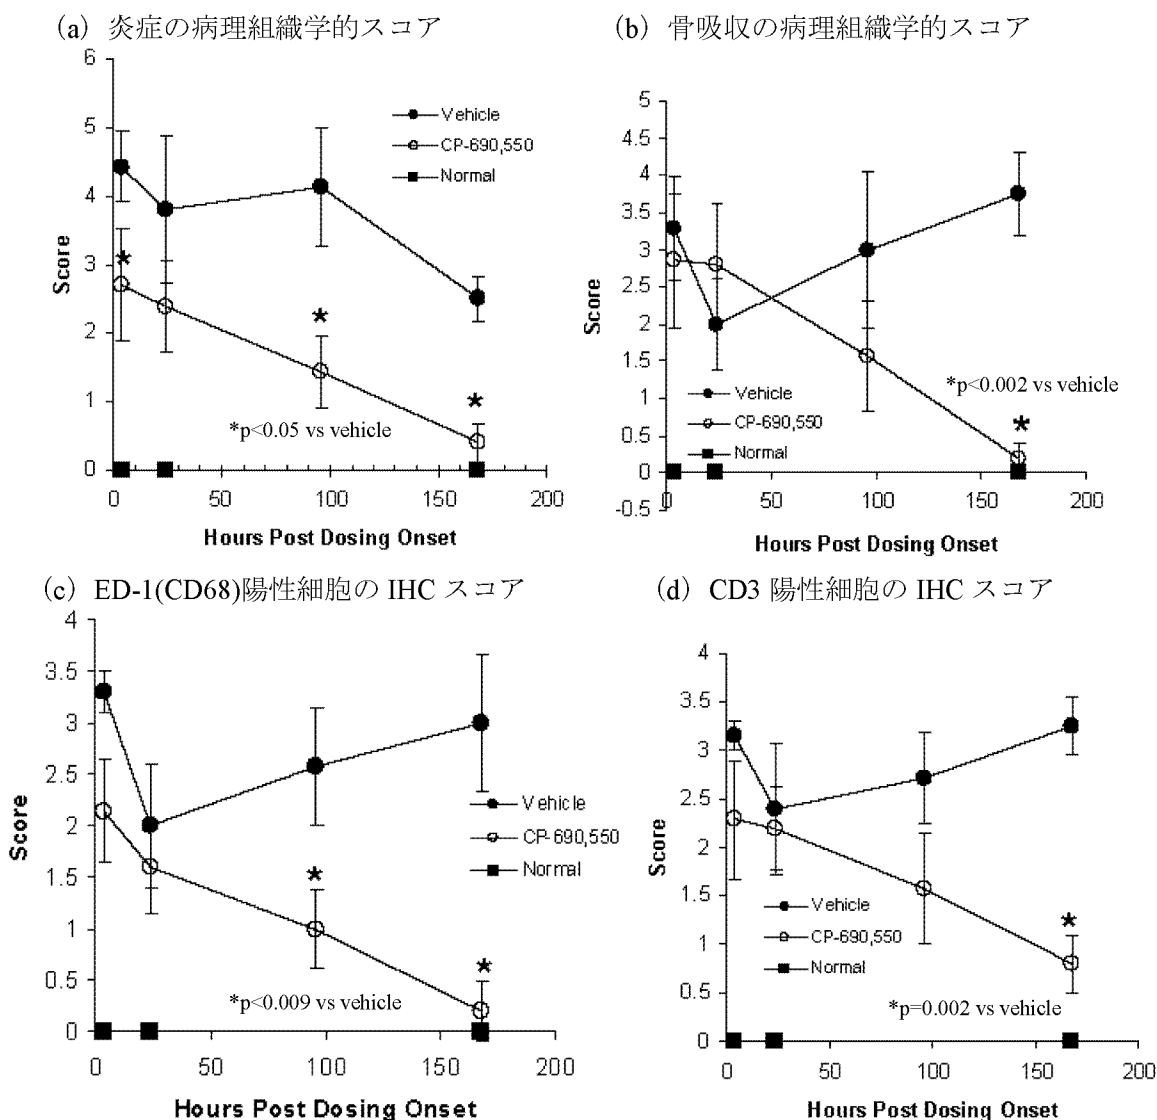 (a) 炎症の病理組織学的スコア
6
5
4
3
2
1
0
Score
Vehicle
CP-690,550
Normal
*
*
*
*p<0.05 vs vehicle
0 50 100 150 200
Hours Post Dosing Onset
(b) 骨吸収の病理組織学的スコア
5
4.5
4
3.5
3
2.5
2
1.5
1
0.5
0
-0.5
Score
*p<0.002 vs vehicle
Vehicle
CP-690,550
Normal
*
50 100 150 200
Hours Post Dosing Onset
(c) ED-1(CD68)陽性細胞の IHC スコア
4
3.5
3
2.5
2
1.5
1
0.5
0
Score
Vehicle
CP-690,550
Normal
*
*
*p<0.009 vs vehicle
0 50 100 150 200
Hours Post Dosing Onset
(d) CD3 陽性細胞の IHC スコア
4
3.5
3
2.5
2
1.5
1
0.5
0
Score
Vehicle
CP-690,550
Normal
*
*p=0.002 vs vehicle
0 50 100 150 200
Hours Post Dosing Onset